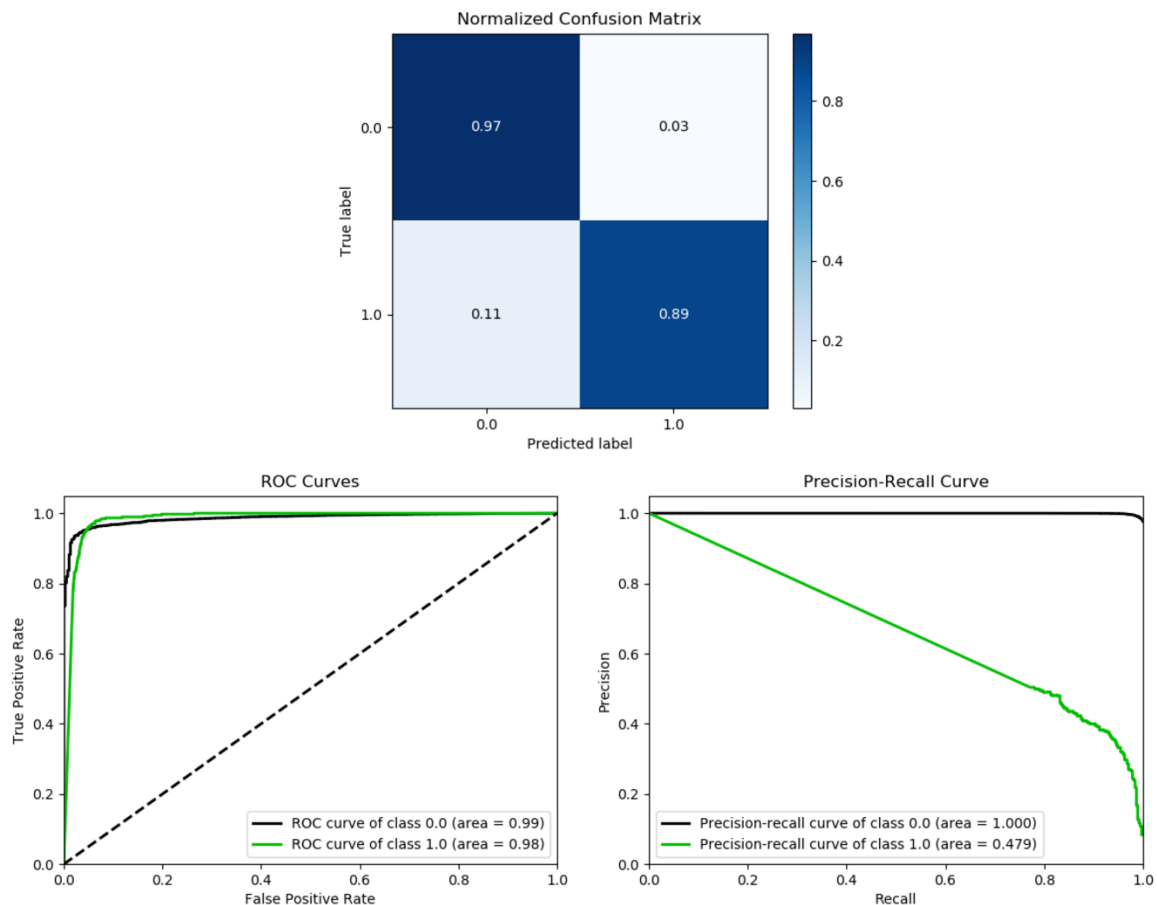 Normalized Confusion Matrix
0.0
0.97
0.03
1.0
0.11
0.89
0.0
1.0
True label
Predicted label
0.8
0.6
0.4
0.2
ROC Curves
1.0
0.8
0.6
0.4
0.2
0.0
True Positive Rate
ROC curve of class 0.0 (area = 0.99)
ROC curve of class 1.0 (area = 0.98)
0.0
0.2
0.4
0.6
0.8
1.0
False Positive Rate
Precision-Recall Curve
1.0
0.8
0.6
0.4
0.2
0.0
Precision
Precision-recall curve of class 0.0 (area = 1.000)
Precision-recall curve of class 1.0 (area = 0.479)
0.0
0.2
0.4
0.6
0.8
1.0
Recall